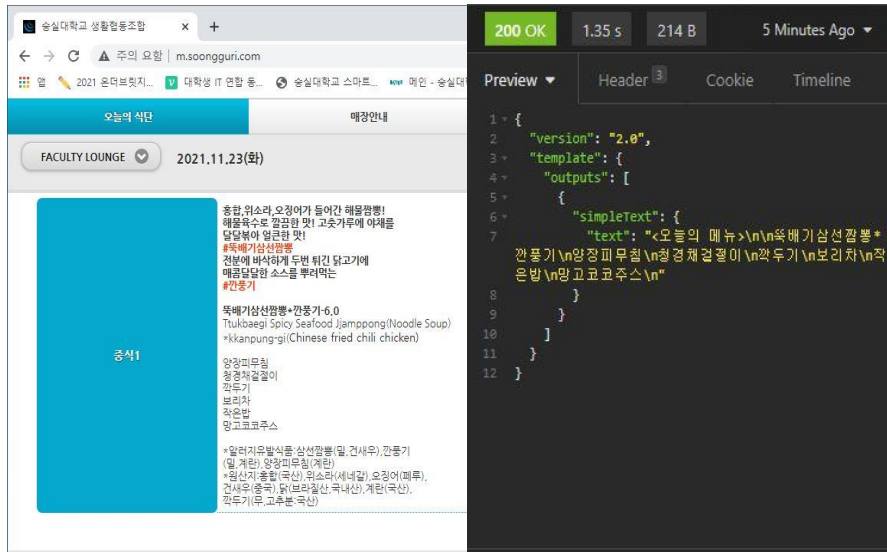 숭실대학교 생활협동조합
주의 요함 | m.soongguri.com
앱 2021 온더브릿지... 대학생 IT 연합 동... 숭실대학교 스마트... 메인 - 숭실대
오늘의 식단 매장안내
FACULTY LOUNGE 2021.11.23(화)
중식1
홍합,위소라,오징어가 들어간 해물짬뽕!
해물육수로 깔끔한 맛! 고춧가루에 야채를
달달볶아 얼큰한 맛!
#뚝배기삼선짬뽕
전분에 바삭하게 두번 튀긴 닭고기에
매콤달달한 소스를 뿌려먹는
#깐풍기
뚝배기삼선짬뽕*깐풍기-6.0
Ttukbaegi Spicy Seafood Jjamppong(Noodle Soup)
*kkanpung-gi(Chinese fried chili chicken)
양장피무침
청경채겉절이
깍두기
보리차
작은밥
망고코코주스
*알러지유발식품:삼선짬뽕(밀,건새우),깐풍기
(밀,계란),양장피무침(계란)
*원산지:홍합(국산),위소라(세네갈),오징어(페루),
건새우(중국),닭(브라질산,국내산),계란(국산),
깍두기(무,고추분:국산)
200 OK 1.35 s 214 B 5 Minutes Ago
Preview Header 3 Cookie Timeline
1 {
2 "version": "2.0",
3 "template": {
4 "outputs": [
5 {
6 "simpleText": {
7 "text": "<오늘의 메뉴>\n\n뚝배기삼선짬뽕*
깐풍기\n양장피무침\n청경채겉절이\n깍두기\n보리차\n작
은밥\n망고코코주스\n"
8 }
9 }
10 ]
11 }
12 }